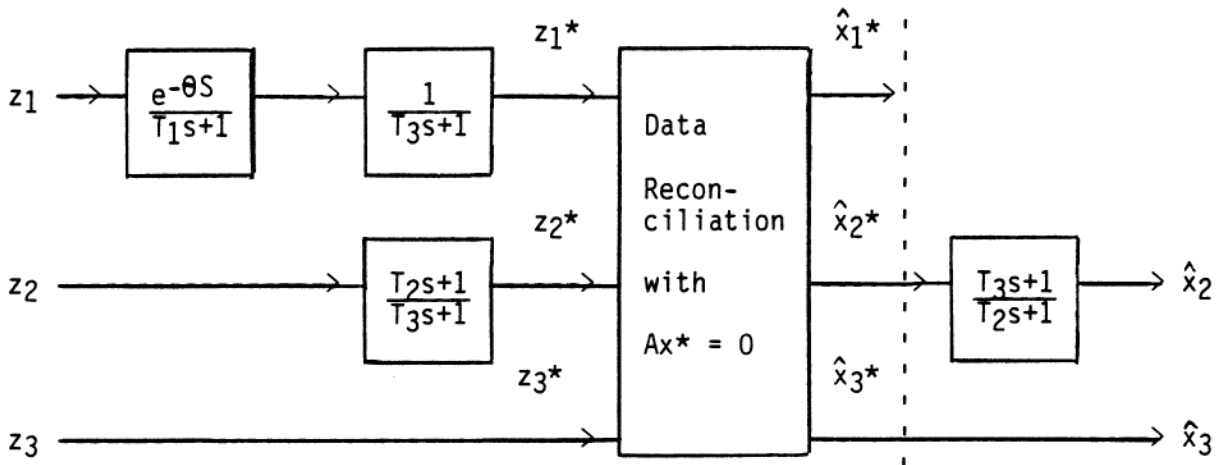 z1*
x̂1*
z1
e-θS
T1s+1
1
T3s+1
Data
Recon-
ciliation
with
Ax* = 0
z2*
x̂2*
z2
T2s+1
T3s+1
T3s+1
T2s+1
x̂2
z3*
x̂3*
z3
x̂3